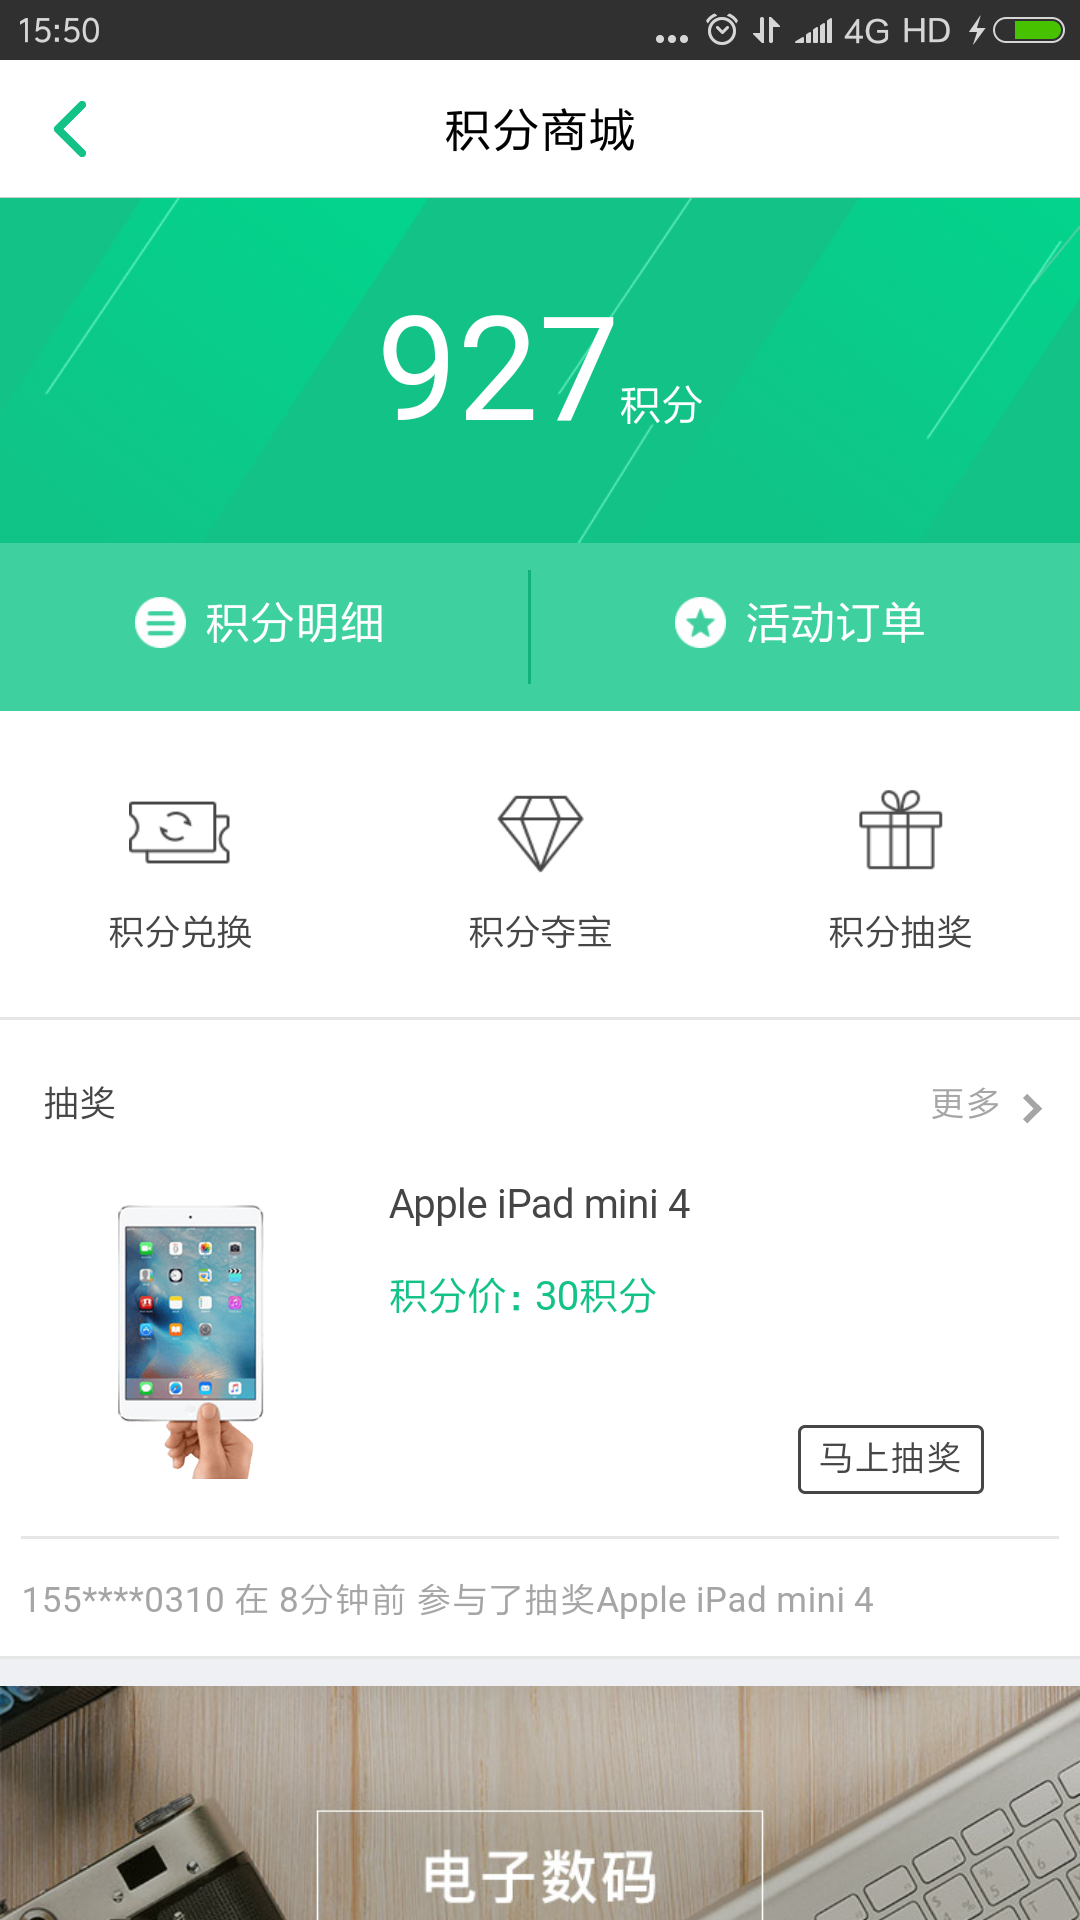 15:50
4G HD
积分商城
927积分
积分明细
活动订单
积分兑换
积分夺宝
积分抽奖
抽奖
更多
Apple iPad mini 4
积分价: 30积分
马上抽奖
155****0310 在 8分钟前 参与了抽奖Apple iPad mini 4
电子数码